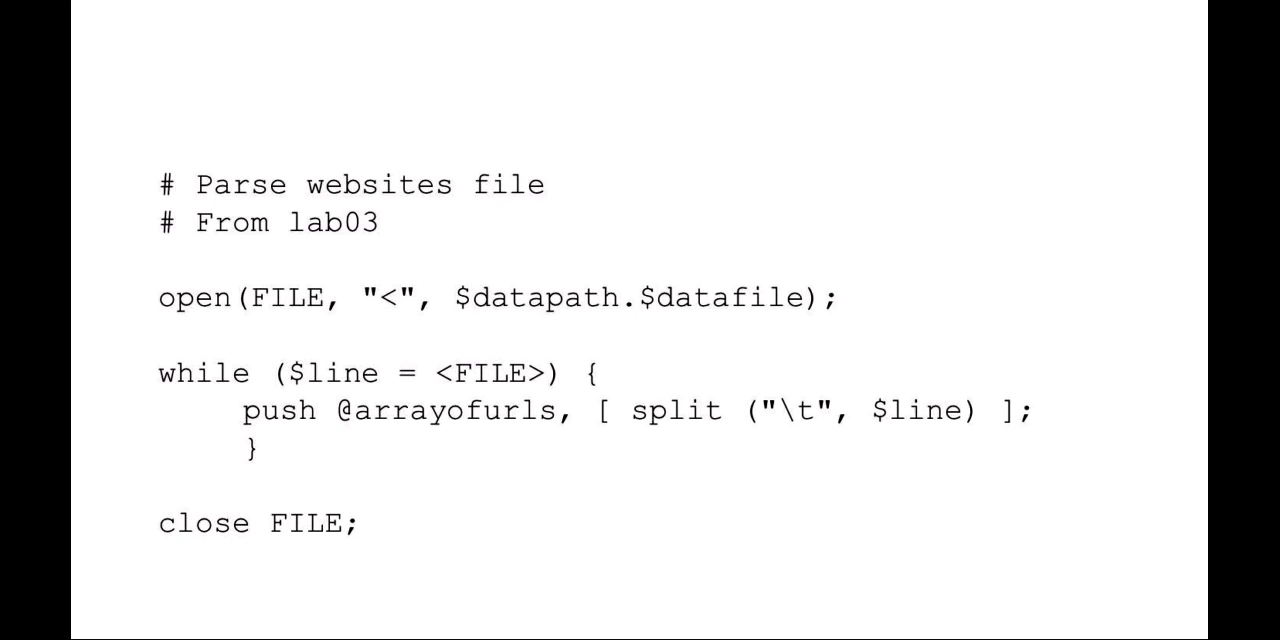 # Parse websites file
# From lab03
open(FILE, "<", $datapath.$datafile);
while ($line = <FILE>) {
push @arrayofurls, [ split ("\t", $line) ];
}
close FILE;